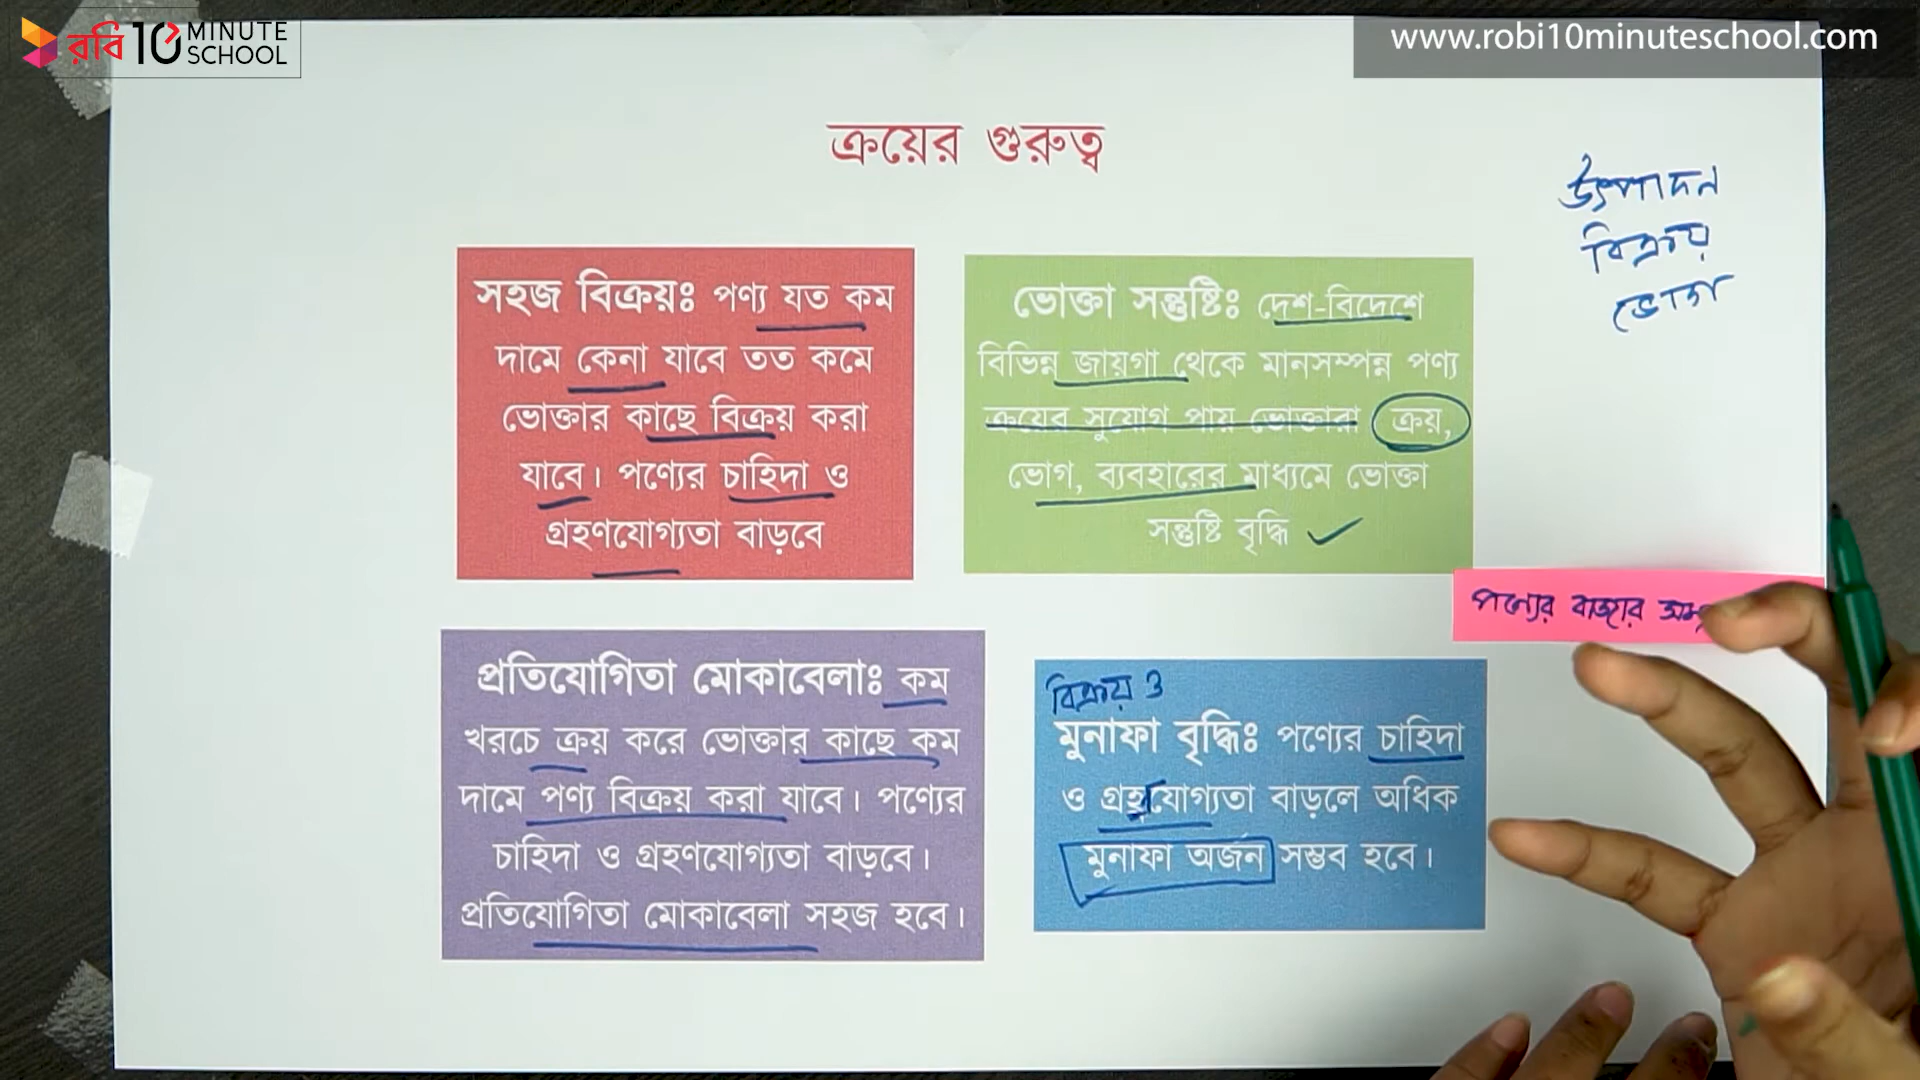 রবি 10 MINUTE SCHOOL
www.robi10minuteschool.com
ক্রয়ের গুরুত্ব
উৎপাদন
বিক্রয়
ভোক্তা
সহজ বিক্রয়ঃ পণ্য যত কম
দামে কেনা যাবে তত কমে
ভোক্তার কাছে বিক্রয় করা
যাবে। পণ্যের চাহিদা ও
গ্রহণযোগ্যতা বাড়বে
ভোক্তা সন্তুষ্টিঃ দেশ-বিদেশে
বিভিন্ন জায়গা থেকে মানসম্পন্ন পণ্য
ক্রয়ের সুযোগ পায় ভোক্তারা ক্রয়,
ভোগ, ব্যবহারের মাধ্যমে ভোক্তা
সন্তুষ্টি বৃদ্ধি
পণ্যের বাজার
প্রতিযোগিতা মোকাবেলাঃ কম
খরচে ক্রয় করে ভোক্তার কাছে কম
দামে পণ্য বিক্রয় করা যাবে। পণ্যের
চাহিদা ও গ্রহণযোগ্যতা বাড়বে।
প্রতিযোগিতা মোকাবেলা সহজ হবে।
বিক্রয় ও
মুনাফা বৃদ্ধিঃ পণ্যের চাহিদা
ও গ্রহযোগ্যতা বাড়লে অধিক
মুনাফা অর্জন সম্ভব হবে।